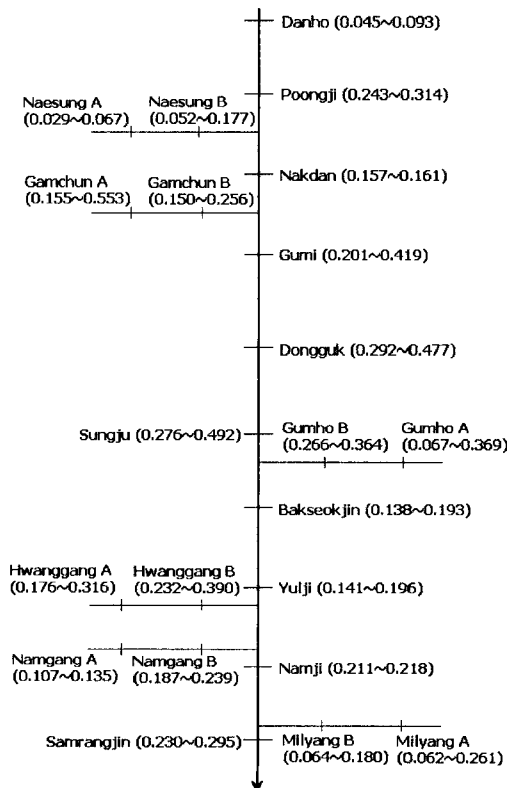 Danho (0.045~0.093)
Poongji (0.243~0.314)
Naesung A
(0.029~0.067)
Naesung B
(0.052~0.177)
Nakdan (0.157~0.161)
Gamchun A
(0.155~0.553)
Gamchun B
(0.150~0.256)
Gumi (0.201~0.419)
Dongguk (0.292~0.477)
Sungju (0.276~0.492)
Gumho B
(0.266~0.364)
Gumho A
(0.067~0.369)
Bakseokjin (0.138~0.193)
Hwanggang A
(0.176~0.316)
Hwanggang B
(0.232~0.390)
Yulji (0.141~0.196)
Namgang A
(0.107~0.135)
Namgang B
(0.187~0.239)
Namji (0.211~0.218)
Samrangjin (0.230~0.295)
Milyang B
(0.064~0.180)
Milyang A
(0.062~0.261)